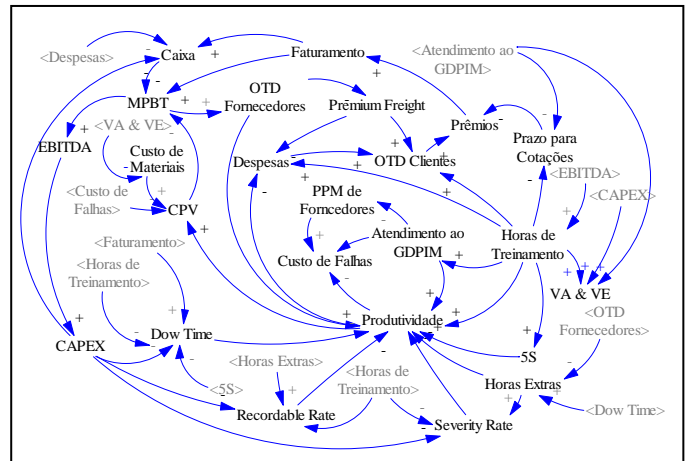 <Despesas>
Caixa
Faturamento
<Atendimento ao
GDPIM>
MPBT
OTD
Fornecedores
Prēmium Freight
Prêmios
Prazo para
Cotações
EBITDA
<VA & VE>
Custo de
Materiais
Despesas
OTD Clientes
<EBITDA>
<CAPEX>
PPM de
Forncedores
<Custo de
Falhas>
CPV
Atendimento ao
GDPIM
Horas de
Treinamento
Custo de Falhas
<Faturamento>
<Horas de
Treinamento>
VA & VE
<OTD
Fornecedores>
CAPEX
Dow Time
Produtividade
5S
<Horas Extras>
<Horas de
Treinamento>
Horas Extras
<5S>
Recordable Rate
Severity Rate
<Dow Time>